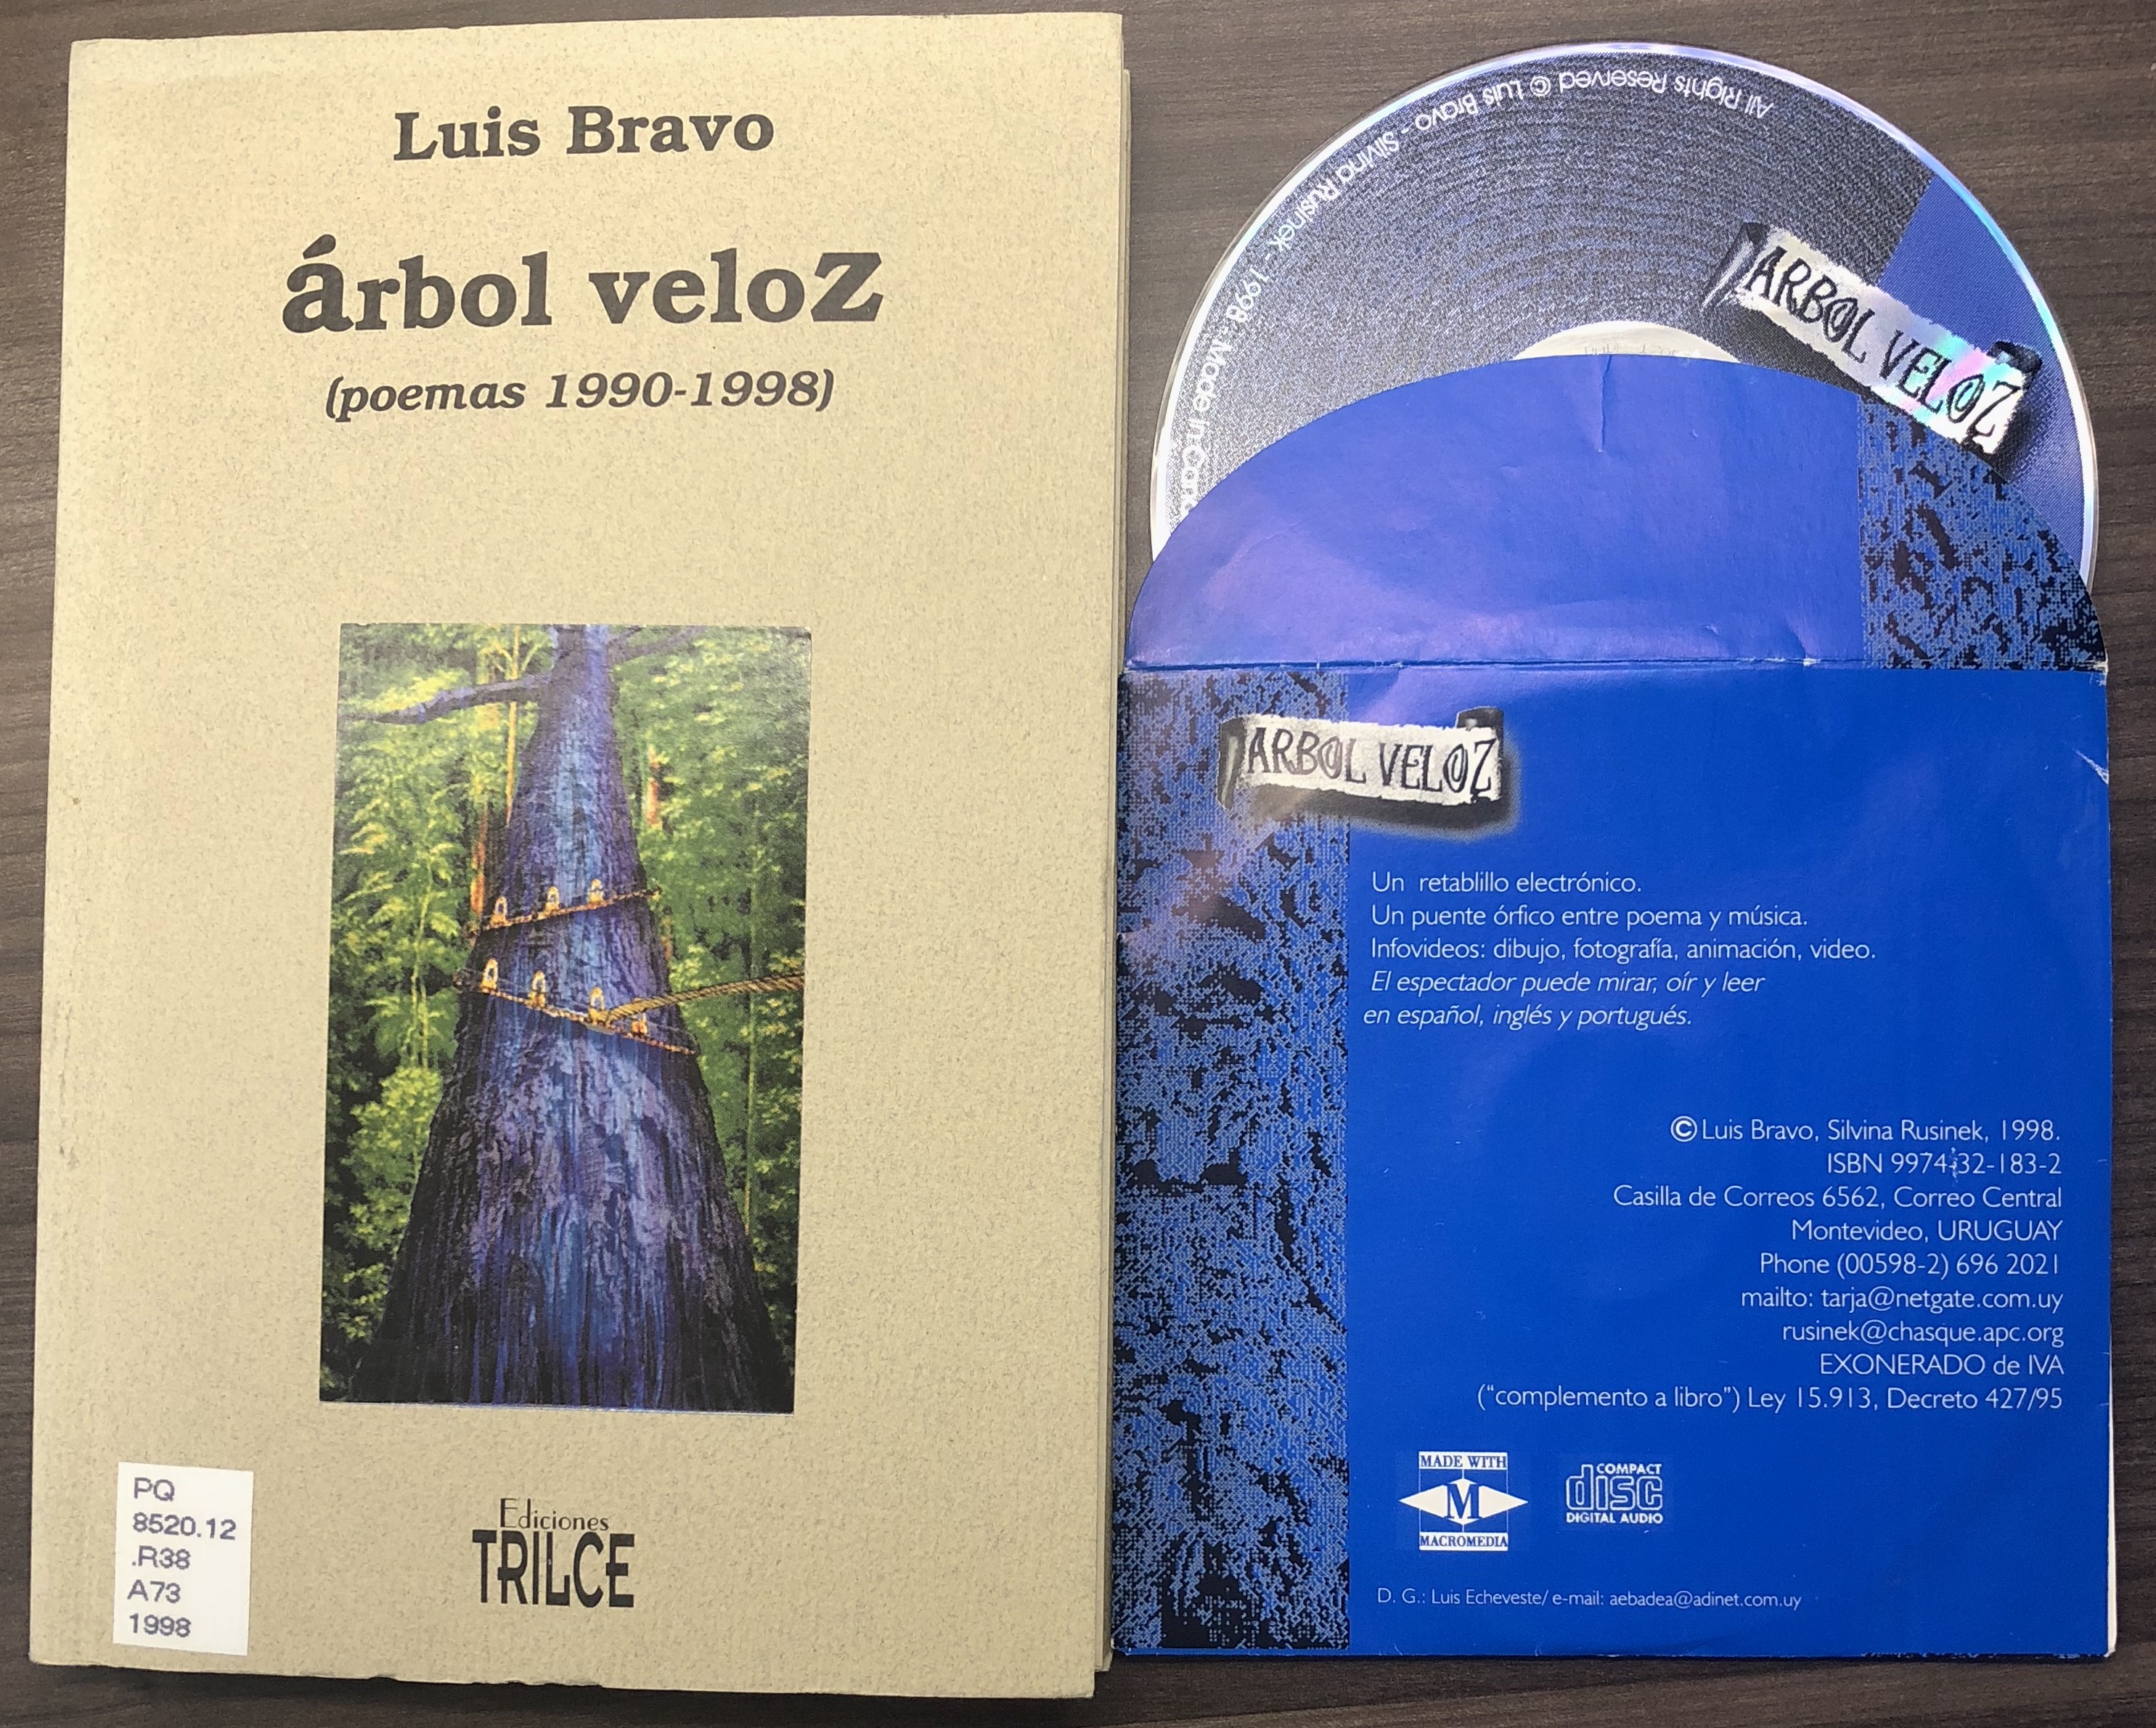 Luis Bravo
árbol veloZ
(poemas 1990-1998)
PQ
8520.12
.R38
A73
1998
Ediciones
TRILCE
All Rights Reserved © Luis Bravo - Silvina Rusinek - 1998 - Made in
ARBOL VELOZ
ARBOL VELOZ
Un retablillo electrónico.
Un puente órfico entre poema y música.
Infovideos: dibujo, fotografía, animación, video.
El espectador puede mirar, oír y leer
en español, inglés y portugués.
© Luis Bravo, Silvina Rusinek, 1998.
ISBN 9974-32-183-2
Casilla de Correos 6562, Correo Central
Montevideo, URUGUAY
Phone (00598-2) 696 2021
mailto: tarja@netgate.com.uy
rusinek@chasque.apc.org
EXONERADO de IVA
("complemento a libro") Ley 15.913, Decreto 427/95
MADE WITH
M
MACROMEDIA
COMPACT
disc
DIGITAL AUDIO
D. G.: Luis Echeveste/ e-mail: aebadea@adinet.com.uy